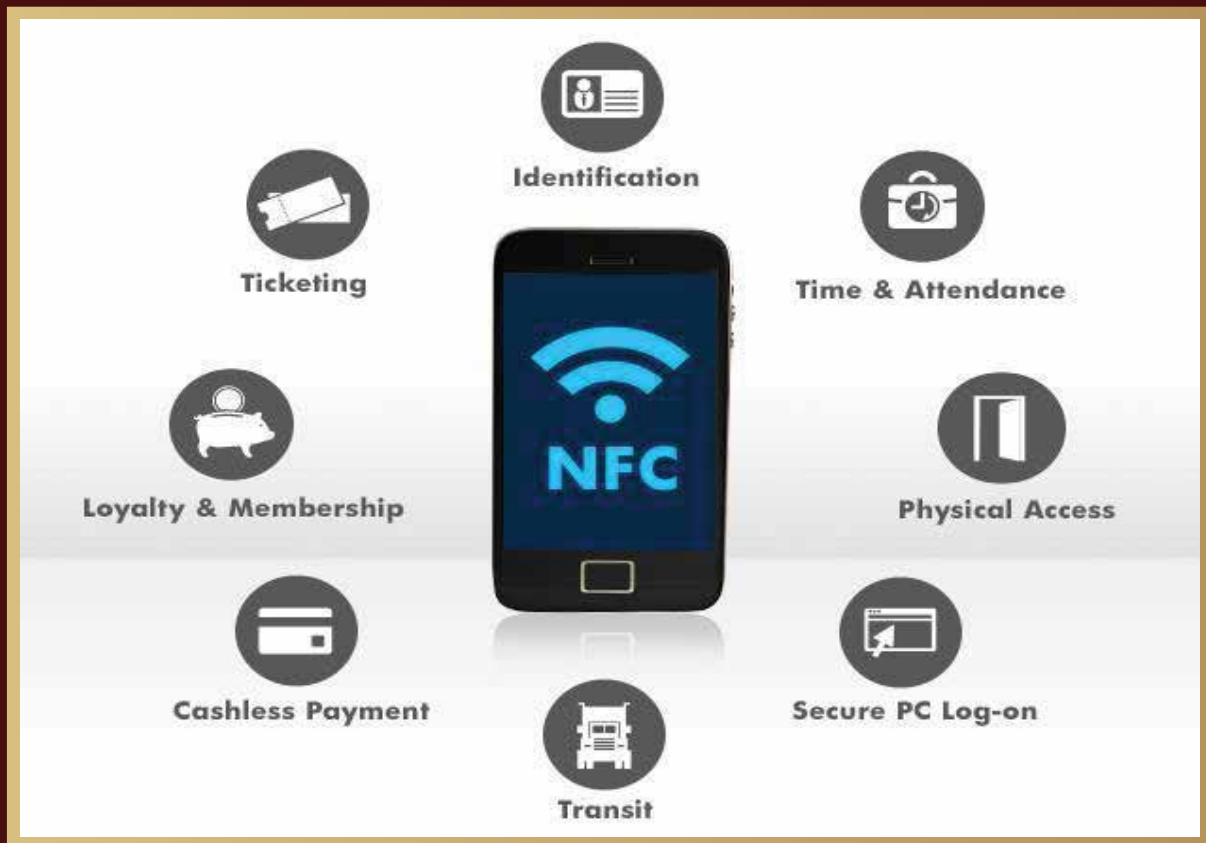 Identification
Ticketing
Time & Attendance
NFC
Loyalty & Membership
Physical Access
Cashless Payment
Secure PC Log-on
Transit